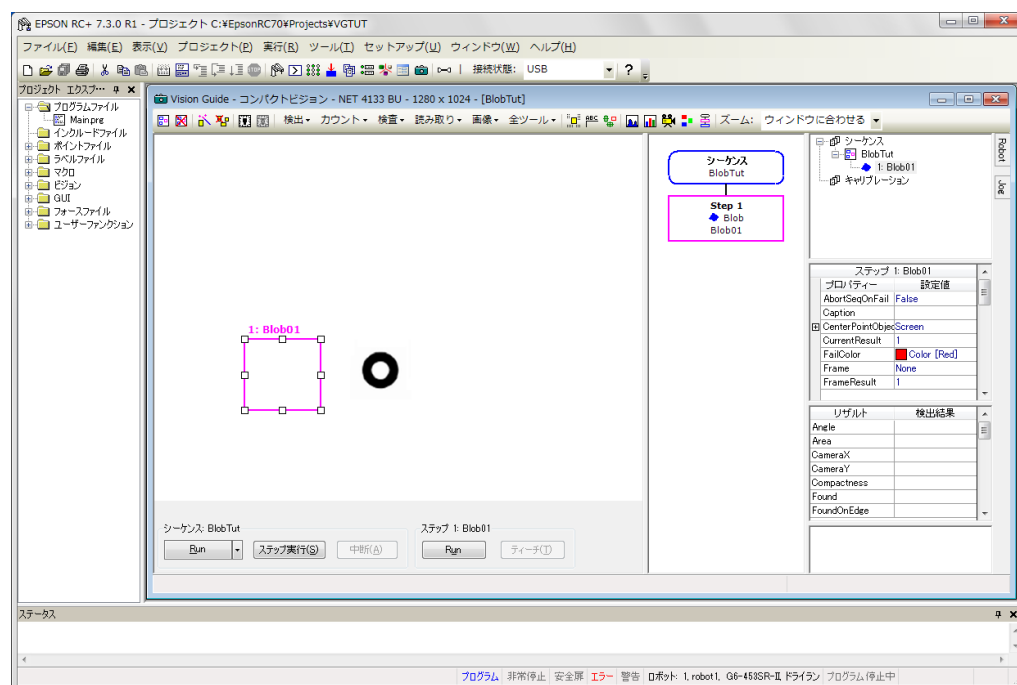 EPSON RC+ 7.3.0 R1 - プロジェクト C:¥EpsonRC70¥Projects¥VGTUT
ファイル(F) 編集(E) 表示(V) プロジェクト(P) 実行(R) ツール(T) セットアップ(U) ウィンドウ(W) ヘルプ(H)
接続状態: USB
プロジェクト エクスプ…
プログラムファイル
Main.prg
インクルードファイル
ポイントファイル
ラベルファイル
マクロ
ビジョン
GUI
フォースファイル
ユーザーファンクション
Vision Guide - コンパクトビジョン - NET 4133 BU - 1280 x 1024 - [BlobTut]
検出 カウント 検査 読み取り 画像 全ツール ABC ズーム: ウィンドウに合わせる
1: Blob01
シーケンス
BlobTut
Step 1
Blob
Blob01
シーケンス
BlobTut
1: Blob01
キャリブレーション
Robot
Jog
ステップ 1: Blob01
プロパティー 設定値
AbortSeqOnFail False
Caption
CenterPointObjec Screen
CurrentResult 1
FailColor Color [Red]
Frame None
FrameResult 1
リザルト 検出結果
Angle
Area
CameraX
CameraY
Compactness
Found
FoundOnEdge
シーケンス: BlobTut
Run ステップ実行(S) 中断(A)
ステップ 1: Blob01
Run ティーチ(T)
ステータス
プログラム 非常停止 安全扉 エラー 警告 ロボット: 1, robot1, G6-453SR-II, ドライラン プログラム停止中